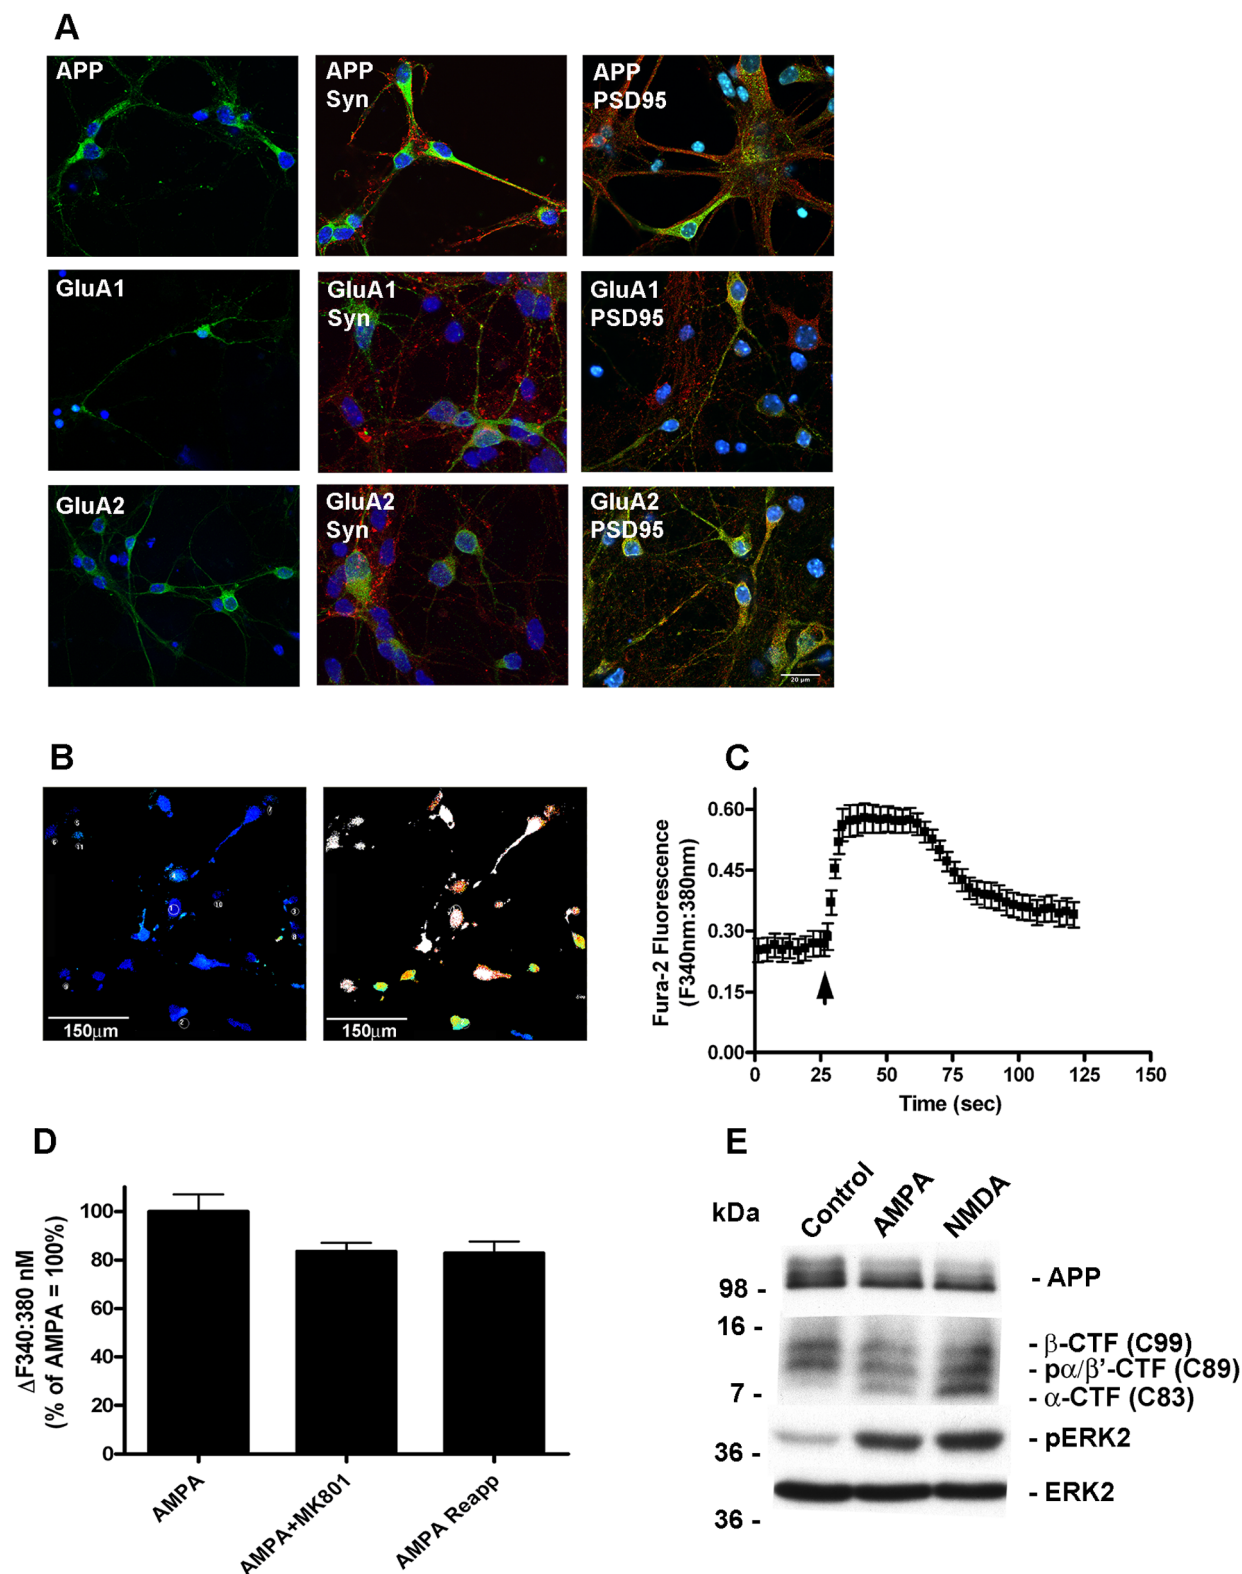 A
APP
APP
Syn
APP
PSD95
GluA1
GluA1
Syn
GluA1
PSD95
GluA2
GluA2
Syn
GluA2
PSD95
20 µm
B
150µm
150µm
C
Fura-2 Fluorescence
(F340nm:380nm)
0.60
0.45
0.30
0.15
0.00
0 25 50 75 100 125 150
Time (sec)
D
ΔF340:380 nM
(% of AMPA = 100%)
100
80
60
40
20
0
AMPA
AMPA+MK801
AMPA Reapp
E
kDa
Control
AMPA
NMDA
98 -
- APP
16 -
- β-CTF (C99)
- pα/β'-CTF (C89)
7 -
- α-CTF (C83)
- pERK2
36 -
- ERK2
36 -